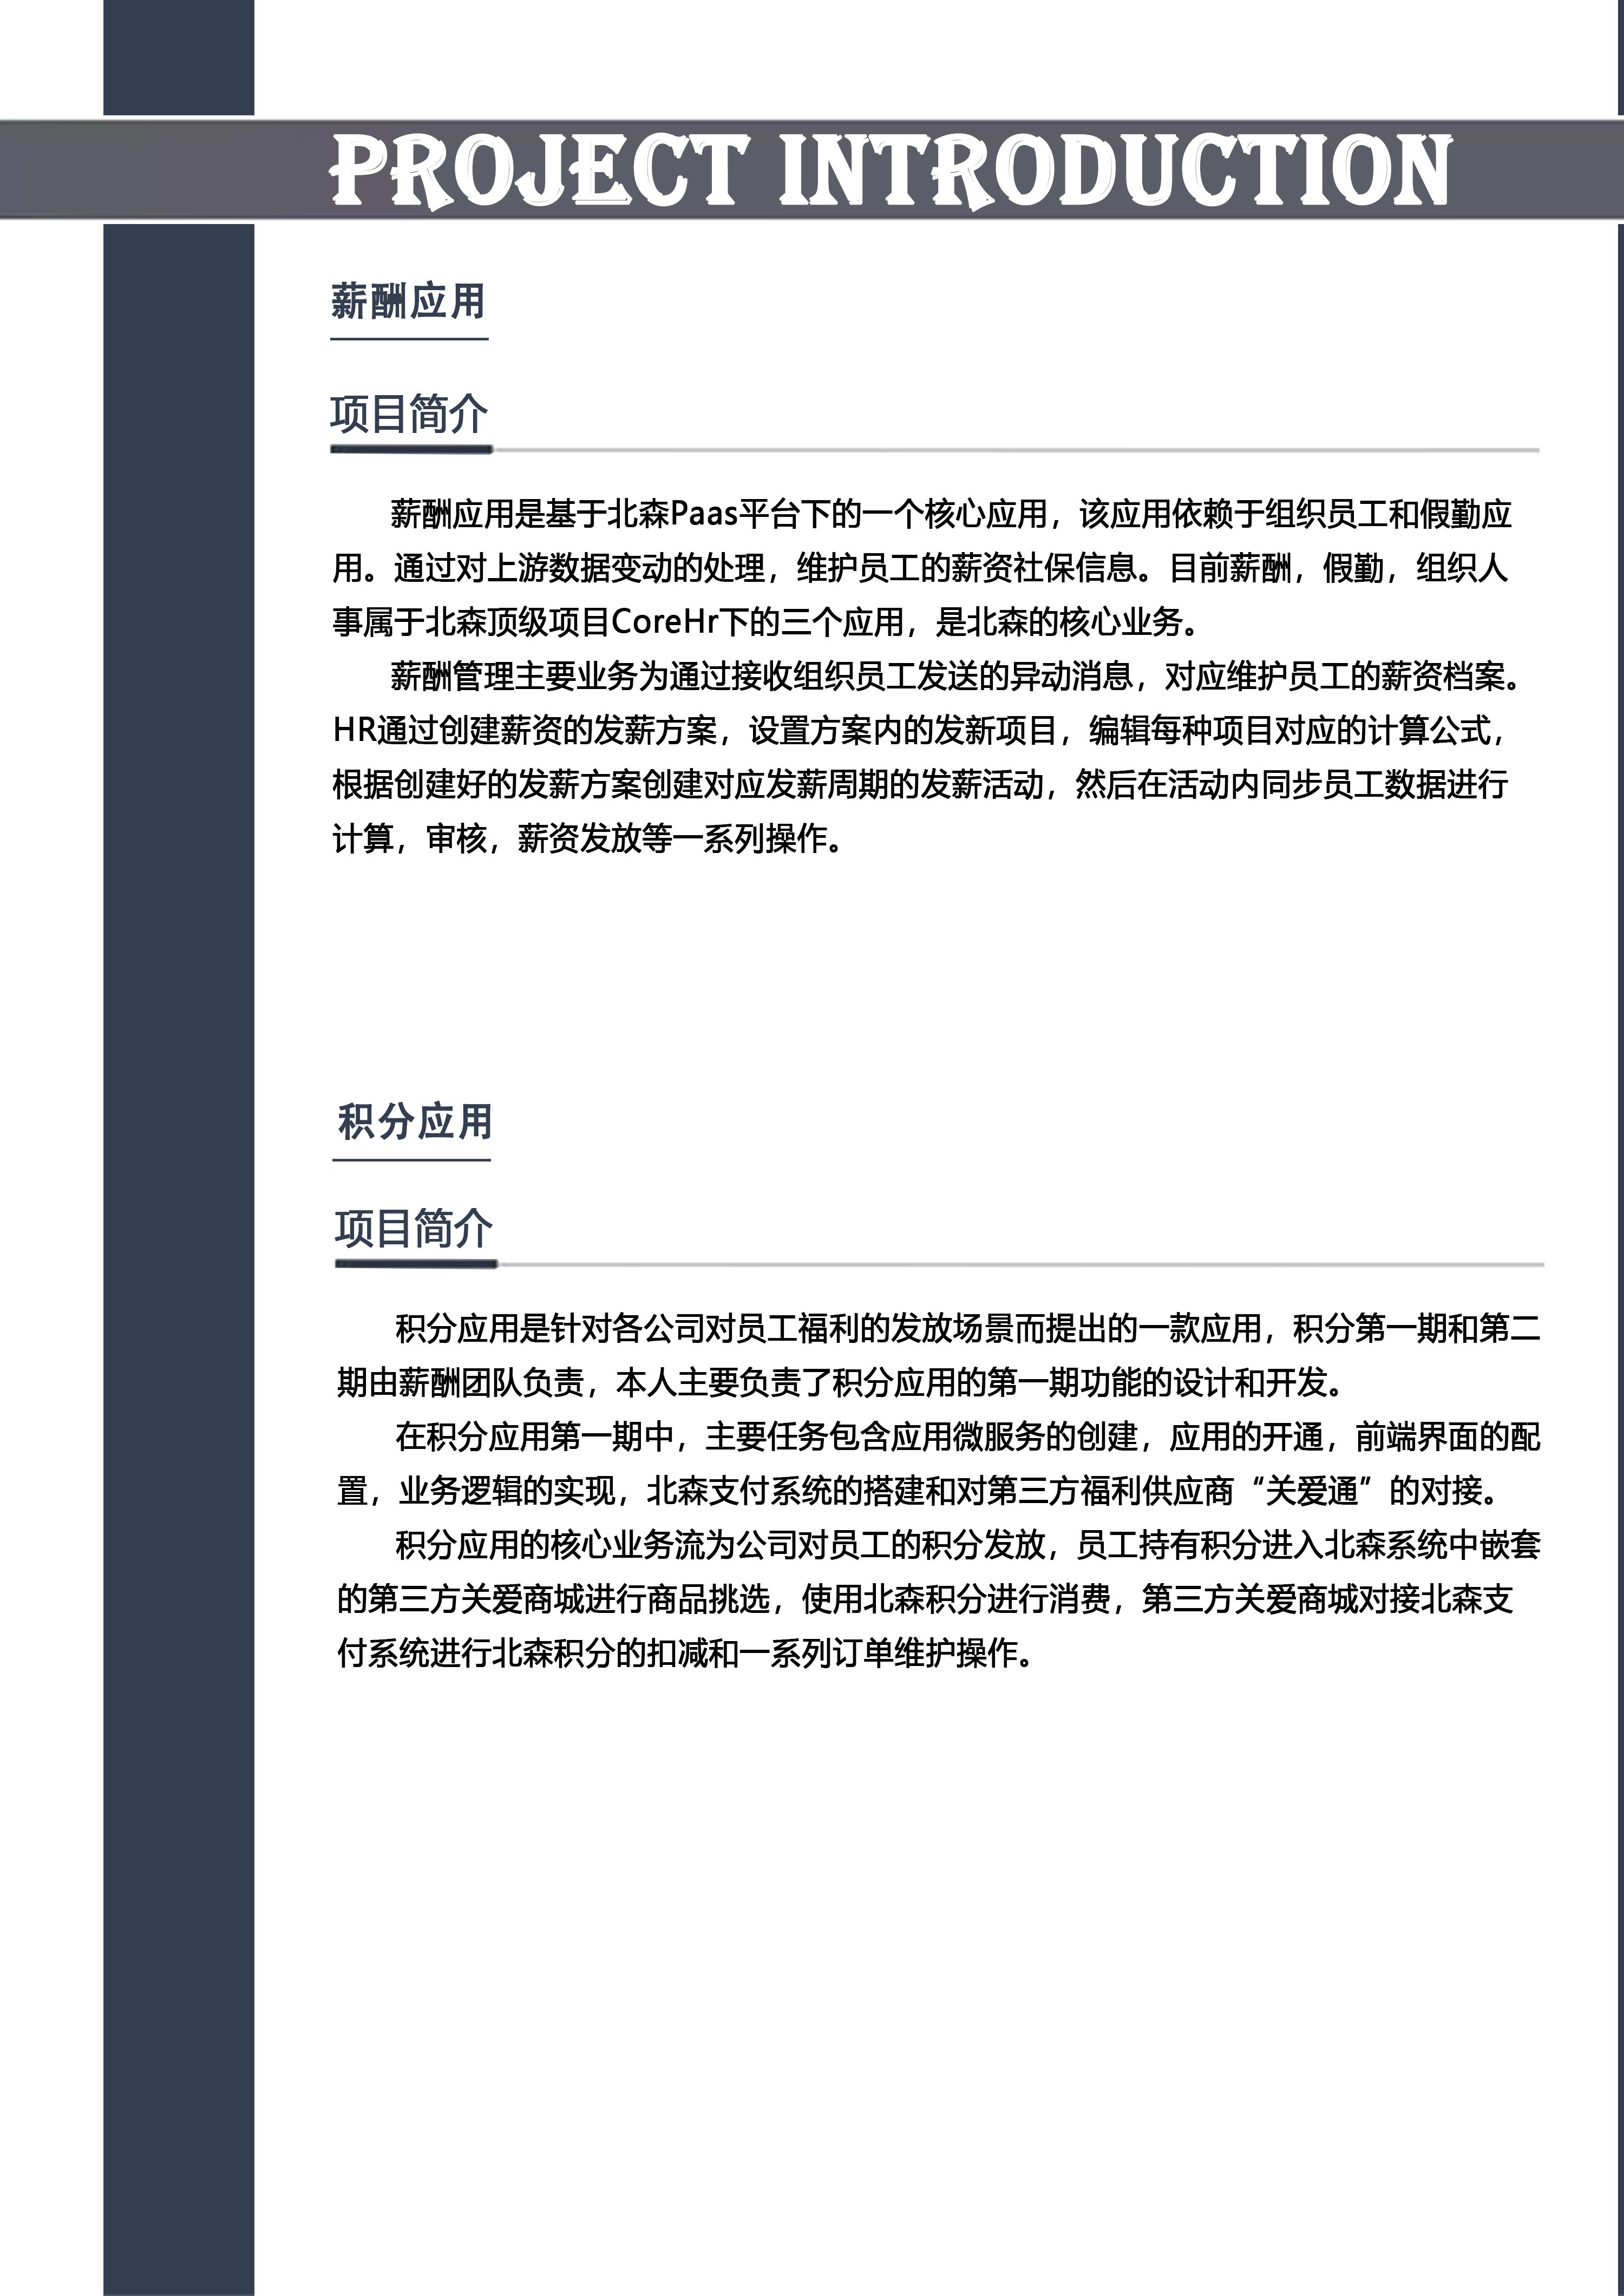 PROJECT INTRODUCTION
薪酬应用
项目简介
薪酬应用是基于北森Paas平台下的一个核心应用，该应用依赖于组织员工和假勤应
用。通过对上游数据变动的处理，维护员工的薪资社保信息。目前薪酬，假勤，组织人
事属于北森顶级项目CoreHr下的三个应用，是北森的核心业务。
薪酬管理主要业务为通过接收组织员工发送的异动消息，对应维护员工的薪资档案。
HR通过创建薪资的发薪方案，设置方案内的发新项目，编辑每种项目对应的计算公式，
根据创建好的发薪方案创建对应发薪周期的发薪活动，然后在活动内同步员工数据进行
计算，审核，薪资发放等一系列操作。
积分应用
项目简介
积分应用是针对各公司对员工福利的发放场景而提出的一款应用，积分第一期和第二
期由薪酬团队负责，本人主要负责了积分应用的第一期功能的设计和开发。
在积分应用第一期中，主要任务包含应用微服务的创建，应用的开通，前端界面的配
置，业务逻辑的实现，北森支付系统的搭建和对第三方福利供应商“关爱通”的对接。
积分应用的核心业务流为公司对员工的积分发放，员工持有积分进入北森系统中嵌套
的第三方关爱商城进行商品挑选，使用北森积分进行消费，第三方关爱商城对接北森支
付系统进行北森积分的扣减和一系列订单维护操作。